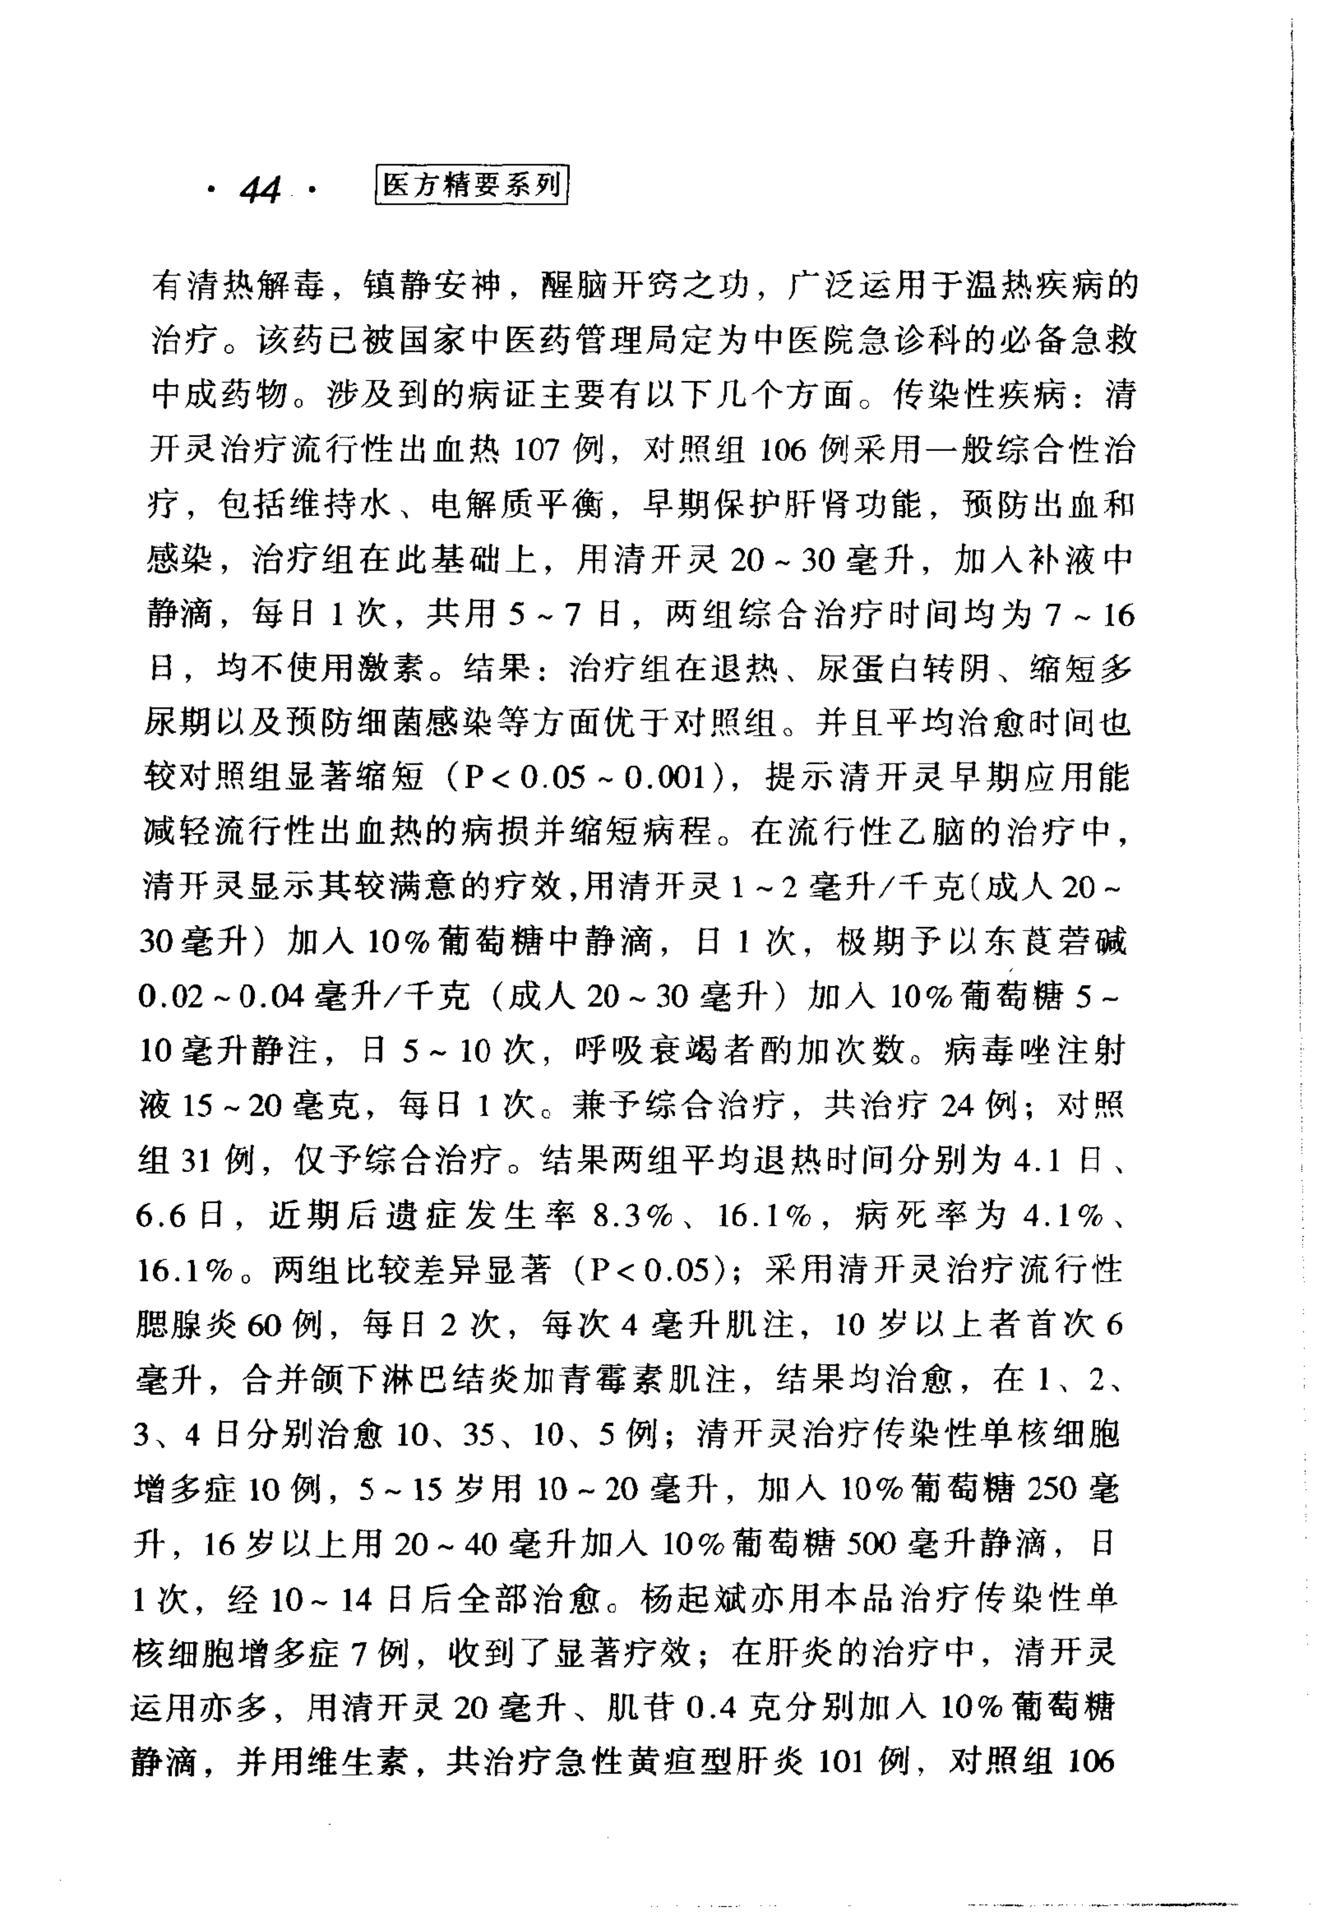 ·44· 医方精要系列
有清热解毒，镇静安神，醒脑开窍之功，广泛运用于温热疾病的
治疗。该药已被国家中医药管理局定为中医院急诊科的必备急救
中成药物。涉及到的病证主要有以下几个方面。传染性疾病：清
开灵治疗流行性出血热 107 例，对照组 106 例采用一般综合性治
疗，包括维持水、电解质平衡，早期保护肝肾功能，预防出血和
感染，治疗组在此基础上，用清开灵 20～30 毫升，加入补液中
静滴，每日 1 次，共用 5～7 日，两组综合治疗时间均为 7～16
日，均不使用激素。结果：治疗组在退热、尿蛋白转阴、缩短多
尿期以及预防细菌感染等方面优于对照组。并且平均治愈时间也
较对照组显著缩短（P<0.05～0.001），提示清开灵早期应用能
减轻流行性出血热的病损并缩短病程。在流行性乙脑的治疗中，
清开灵显示其较满意的疗效，用清开灵 1～2 毫升/千克（成人 20～
30 毫升）加入 10%葡萄糖中静滴，日 1 次，极期予以东莨菪碱
0.02～0.04 毫升/千克（成人 20～30 毫升）加入 10%葡萄糖 5～
10 毫升静注，日 5～10 次，呼吸衰竭者酌加次数。病毒唑注射
液 15～20 毫克，每日 1 次。兼予综合治疗，共治疗 24 例；对照
组 31 例，仅予综合治疗。结果两组平均退热时间分别为 4.1 日、
6.6 日，近期后遗症发生率 8.3%、16.1%，病死率为 4.1%、
16.1%。两组比较差异显著（P<0.05）；采用清开灵治疗流行性
腮腺炎 60 例，每日 2 次，每次 4 毫升肌注，10 岁以上者首次 6
毫升，合并颌下淋巴结炎加青霉素肌注，结果均治愈，在 1、2、
3、4 日分别治愈 10、35、10、5 例；清开灵治疗传染性单核细胞
增多症 10 例，5～15 岁用 10～20 毫升，加入 10%葡萄糖 250 毫
升，16 岁以上用 20～40 毫升加入 10%葡萄糖 500 毫升静滴，日
1 次，经 10～14 日后全部治愈。杨起斌亦用本品治疗传染性单
核细胞增多症 7 例，收到了显著疗效；在肝炎的治疗中，清开灵
运用亦多，用清开灵 20 毫升、肌苷 0.4 克分别加入 10%葡萄糖
静滴，并用维生素，共治疗急性黄疸型肝炎 101 例，对照组 106